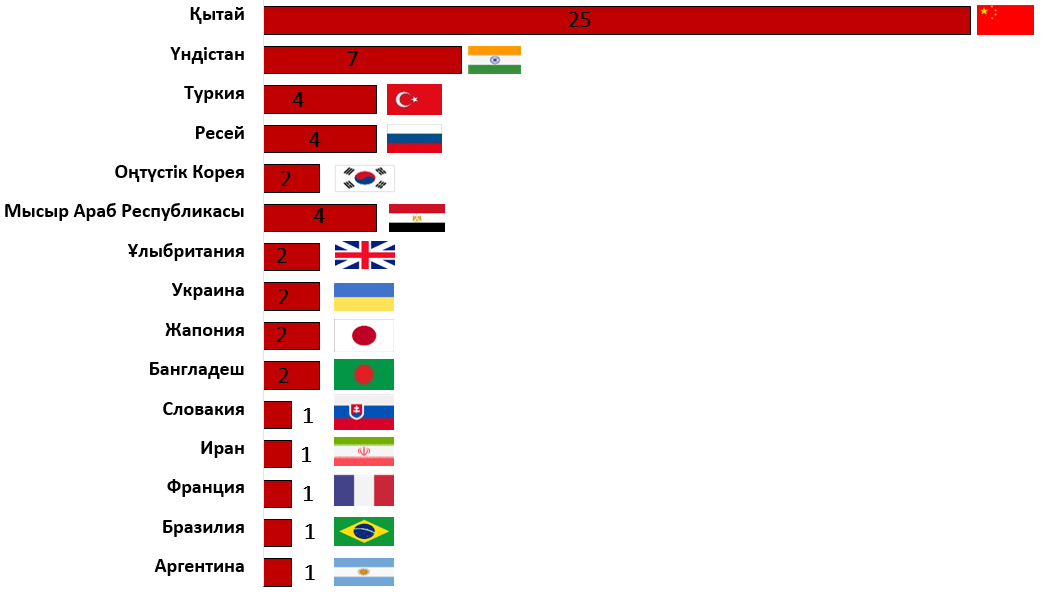 Қытай 25
Үндістан 7
Туркия 4
Ресей 4
Оңтүстік Корея 2
Мысыр Араб Республикасы 4
Ұлыбритания 2
Украина 2
Жапония 2
Бангладеш 2
Словакия 1
Иран 1
Франция 1
Бразилия 1
Аргентина 1